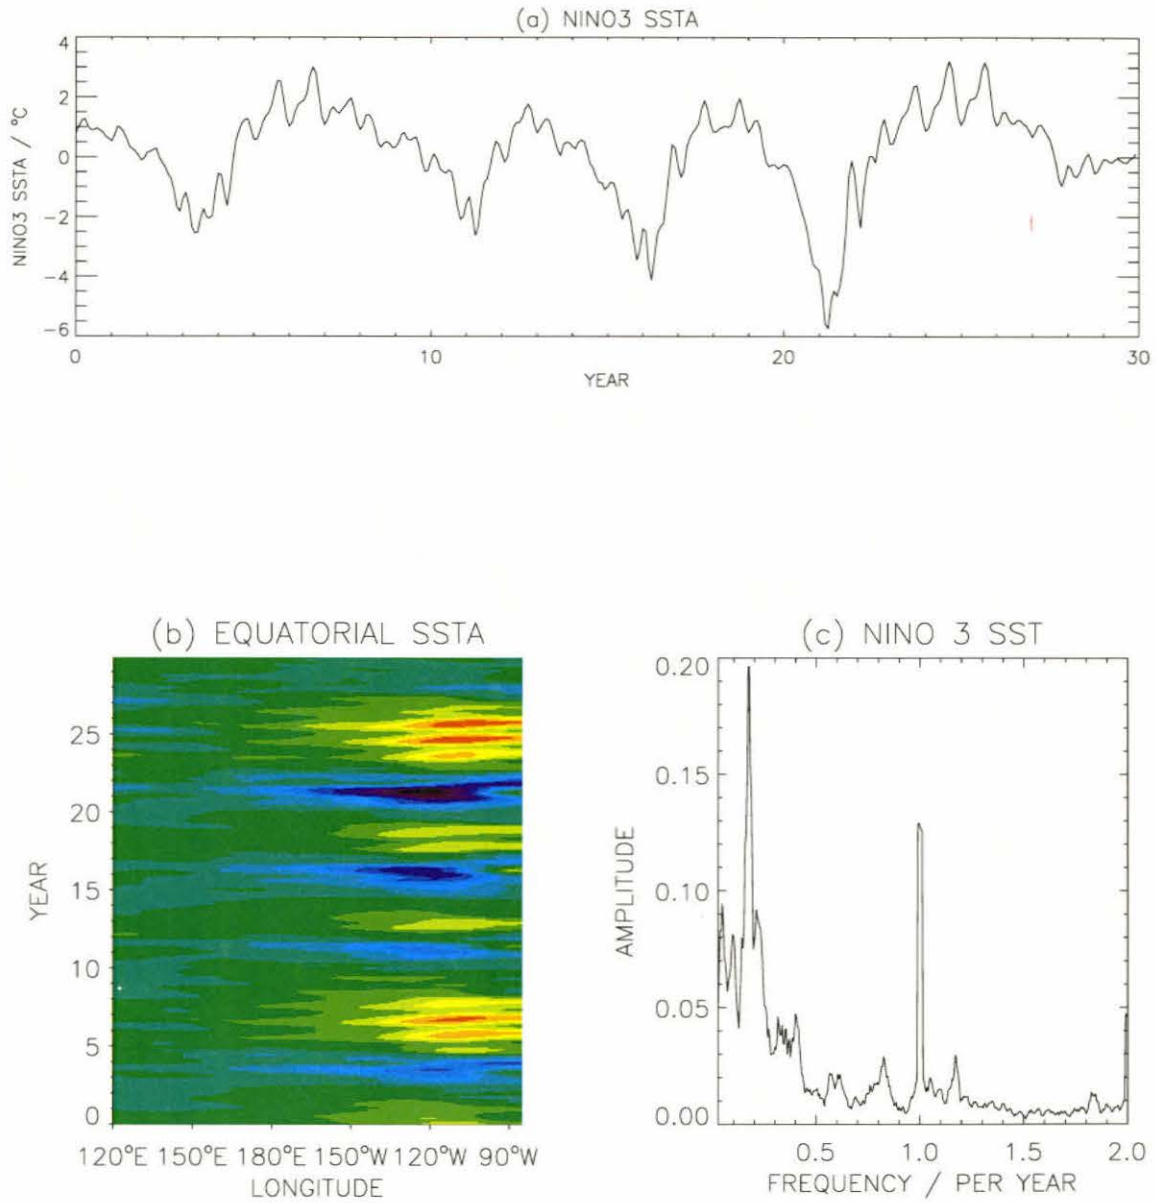 (a) NINO3 SSTA
4
2
0
−2
−4
−6
NINO3 SSTA / °C
0 10 20 30
YEAR
(b) EQUATORIAL SSTA
25
20
15
10
5
0
YEAR
120°E 150°E 180°E 150°W 120°W 90°W
LONGITUDE
(c) NINO 3 SST
0.20
0.15
0.10
0.05
0.00
AMPLITUDE
0.5 1.0 1.5 2.0
FREQUENCY / PER YEAR